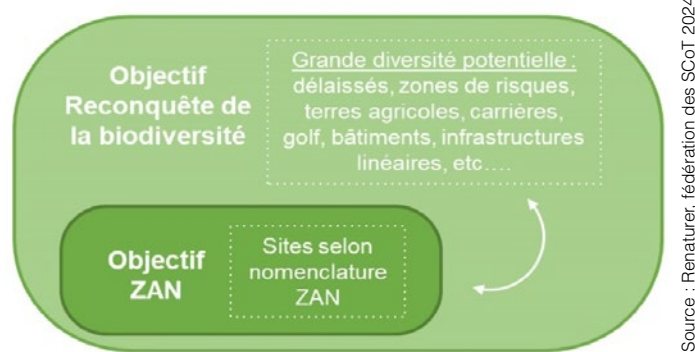 Objectif
Reconquête de
la biodiversité
Grande diversité potentielle :
délaissés, zones de risques,
terres agricoles, carrières,
golf, bâtiments, infrastructures
linéaires, etc….
Objectif
ZAN
Sites selon
nomenclature
ZAN
Source : Renaturer, fédération des SCoT 2024